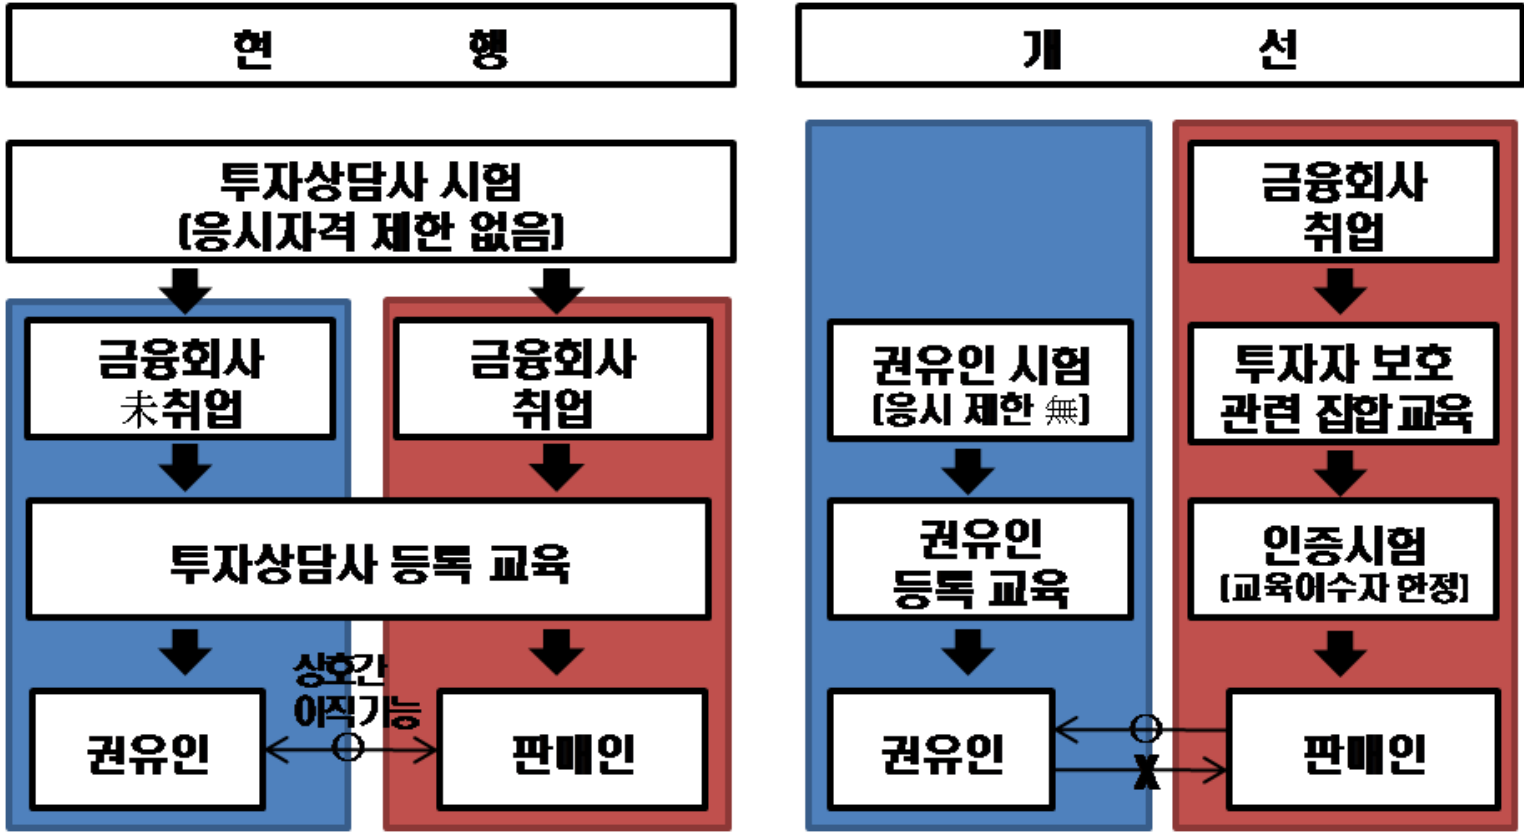 현 행
투자상담사 시험
(응시자격 제한 없음)
금융회사
未취업
금융회사
취업
투자상담사 등록 교육
상호간
이직가능
권유인
판매인
개 선
권유인 시험
(응시 제한 無)
권유인
등록 교육
권유인
금융회사
취업
투자자 보호
관련 집합교육
인증시험
(교육이수자 한정)
판매인
X